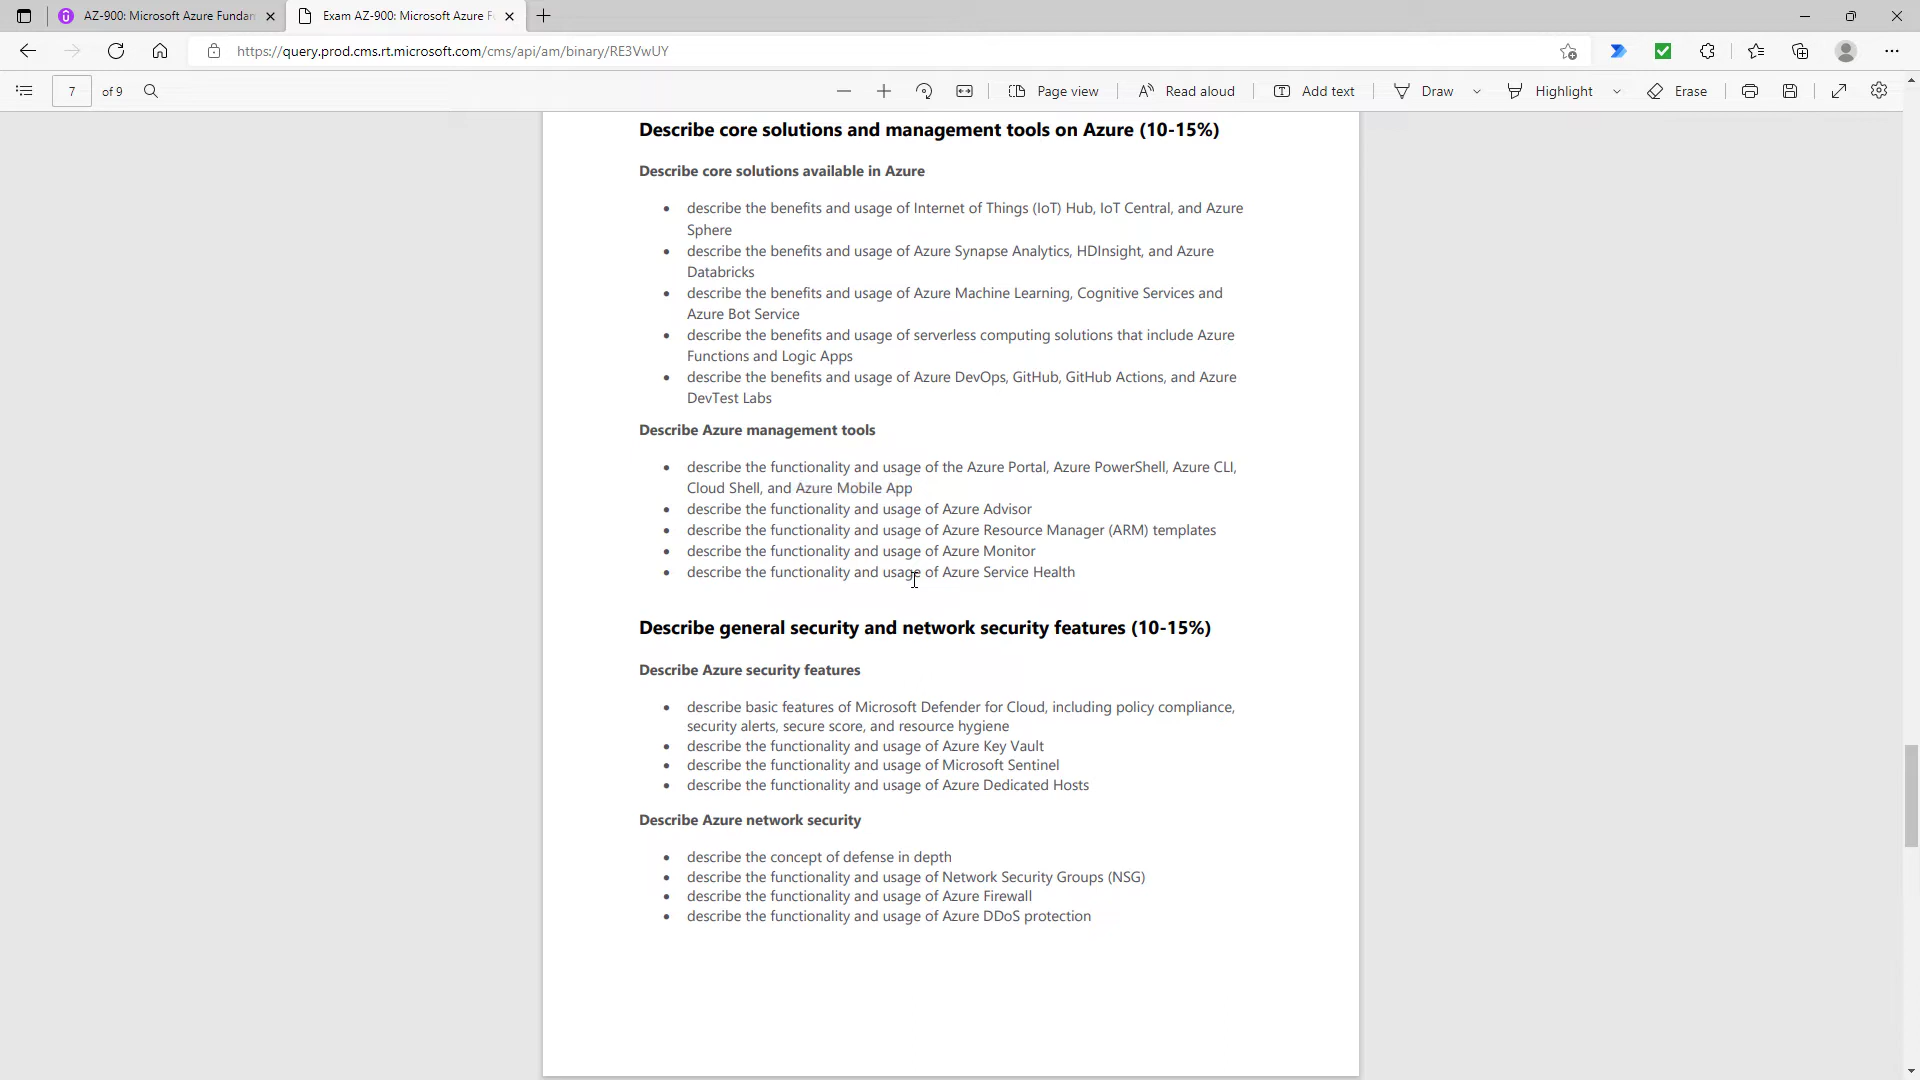 AZ-900: Microsoft Azure Fundar
Exam AZ-900: Microsoft Azure Fu
https://query.prod.cms.rt.microsoft.com/cms/api/am/binary/RE3VwUY
7 of 9
Page view
Read aloud
Add text
Draw
Highlight
Erase
Describe core solutions and management tools on Azure (10-15%)
Describe core solutions available in Azure
• describe the benefits and usage of Internet of Things (IoT) Hub, IoT Central, and Azure
Sphere
• describe the benefits and usage of Azure Synapse Analytics, HDInsight, and Azure
Databricks
• describe the benefits and usage of Azure Machine Learning, Cognitive Services and
Azure Bot Service
• describe the benefits and usage of serverless computing solutions that include Azure
Functions and Logic Apps
• describe the benefits and usage of Azure DevOps, GitHub, GitHub Actions, and Azure
DevTest Labs
Describe Azure management tools
• describe the functionality and usage of the Azure Portal, Azure PowerShell, Azure CLI,
Cloud Shell, and Azure Mobile App
• describe the functionality and usage of Azure Advisor
• describe the functionality and usage of Azure Resource Manager (ARM) templates
• describe the functionality and usage of Azure Monitor
• describe the functionality and usage of Azure Service Health
Describe general security and network security features (10-15%)
Describe Azure security features
• describe basic features of Microsoft Defender for Cloud, including policy compliance,
security alerts, secure score, and resource hygiene
• describe the functionality and usage of Azure Key Vault
• describe the functionality and usage of Microsoft Sentinel
• describe the functionality and usage of Azure Dedicated Hosts
Describe Azure network security
• describe the concept of defense in depth
• describe the functionality and usage of Network Security Groups (NSG)
• describe the functionality and usage of Azure Firewall
• describe the functionality and usage of Azure DDoS protection